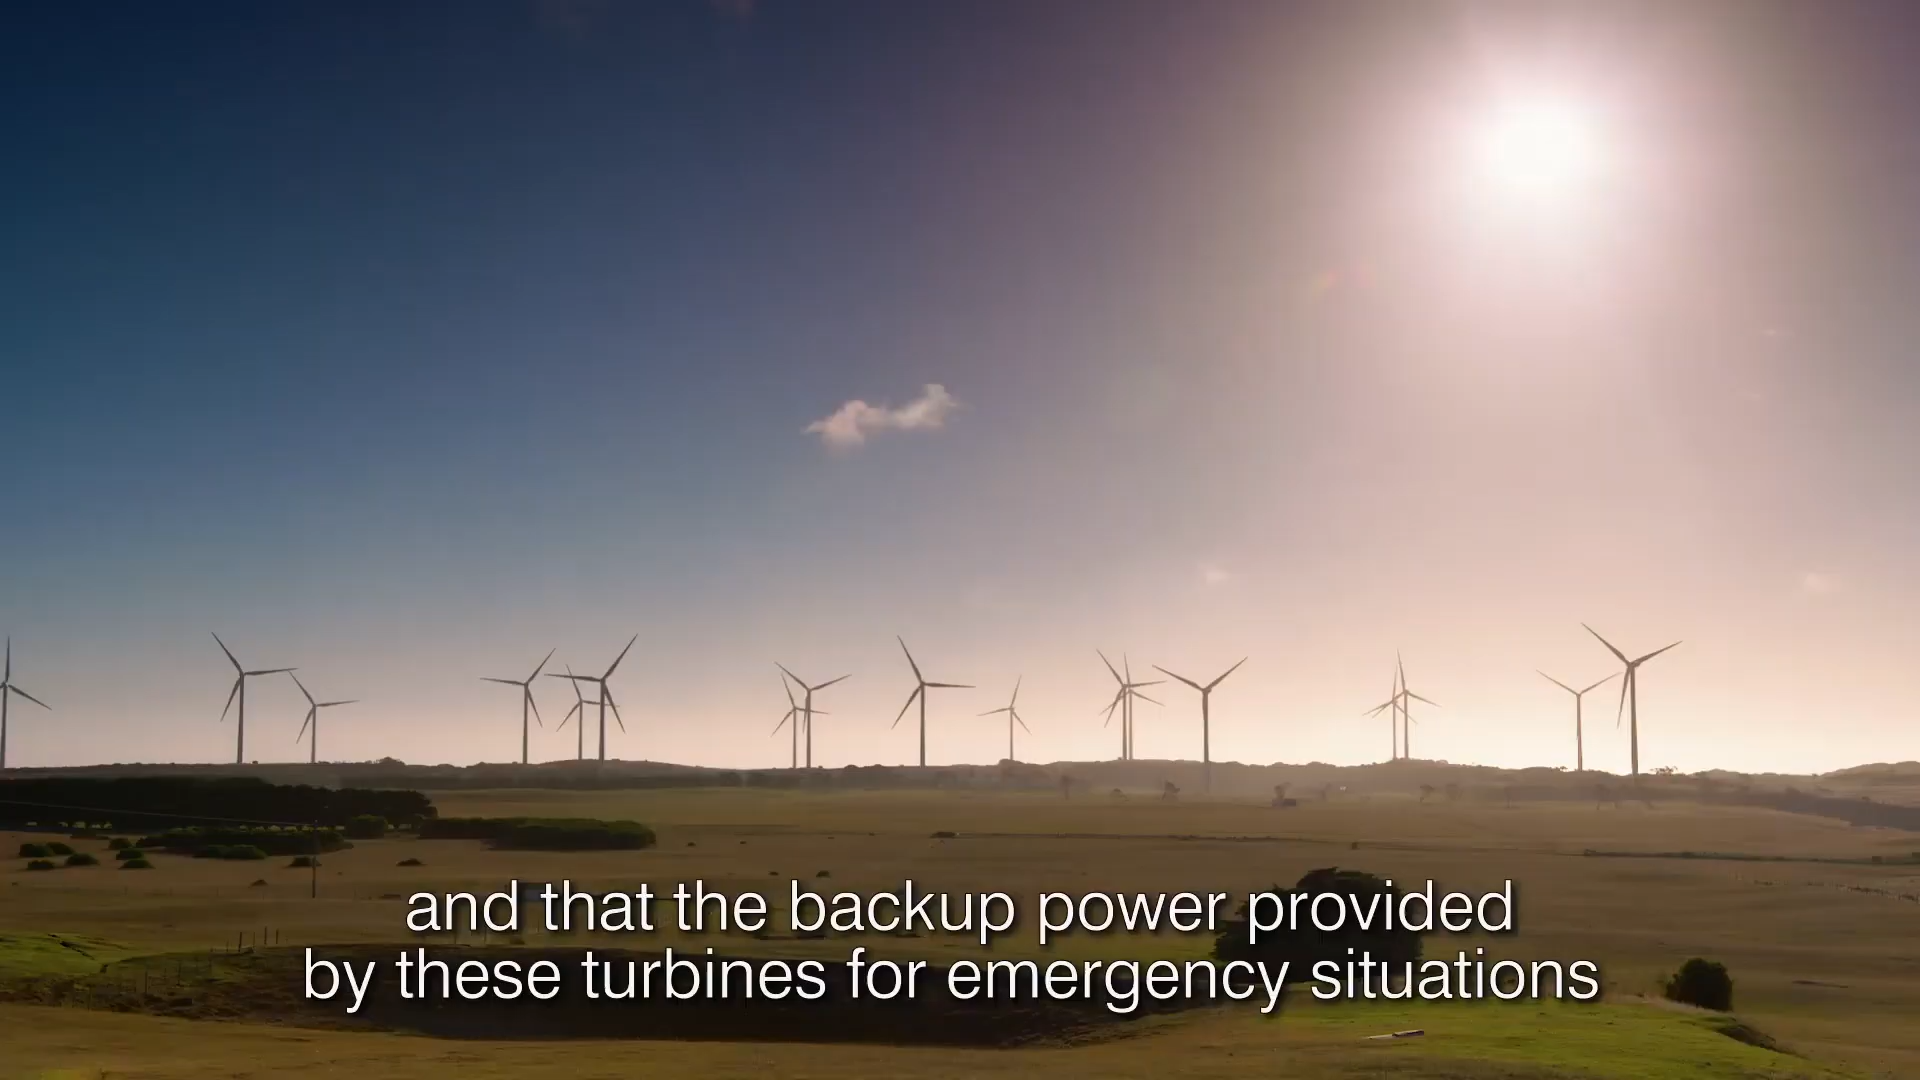 and that the backup power provided
by these turbines for emergency situations